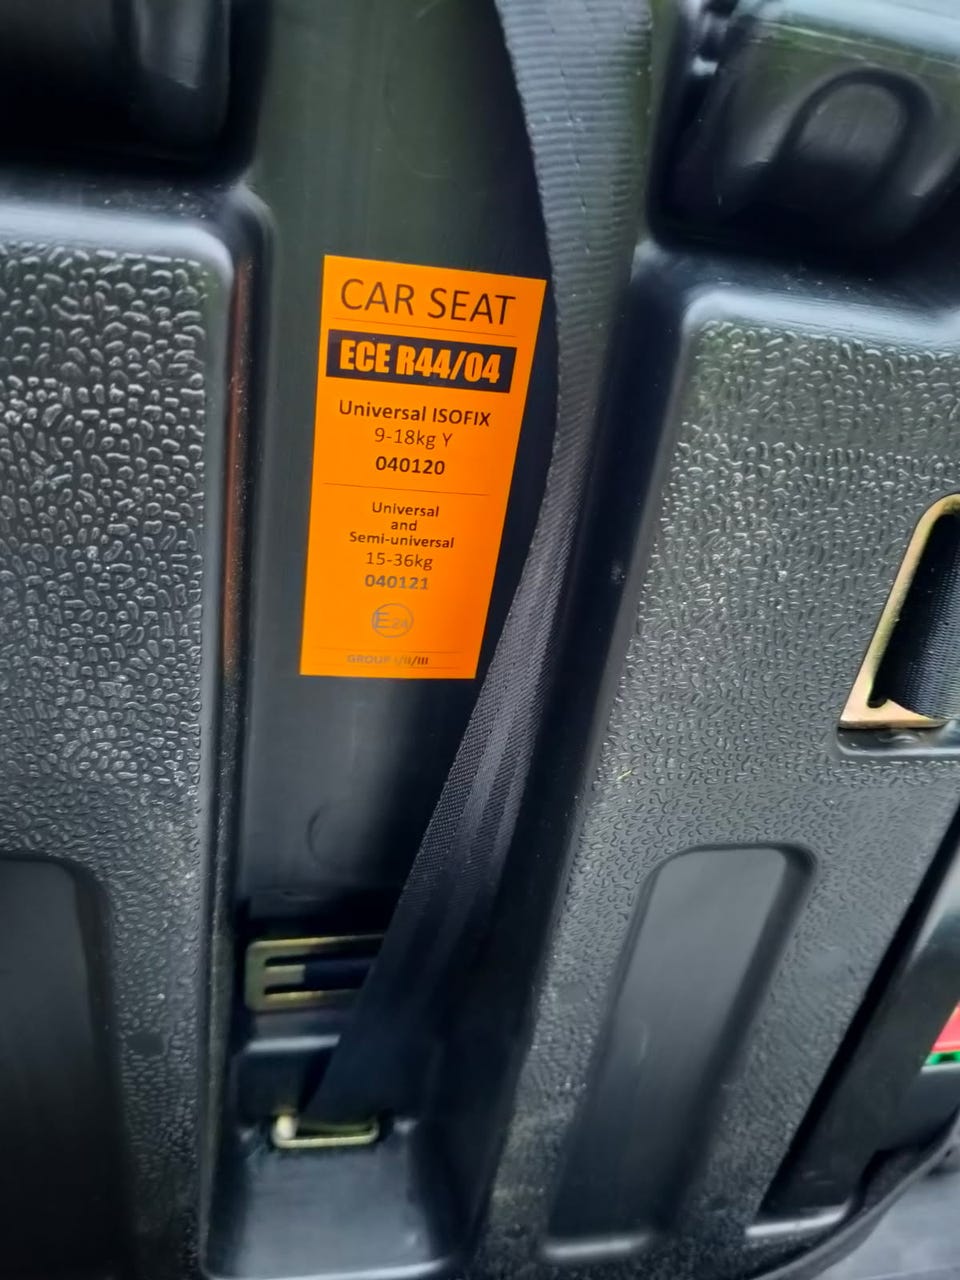 CAR SEAT
ECE R44/04
Universal ISOFIX
9-18kg Y
040120
Universal
and
Semi-universal
15-36kg
040121
E24
GROUP I/II/III